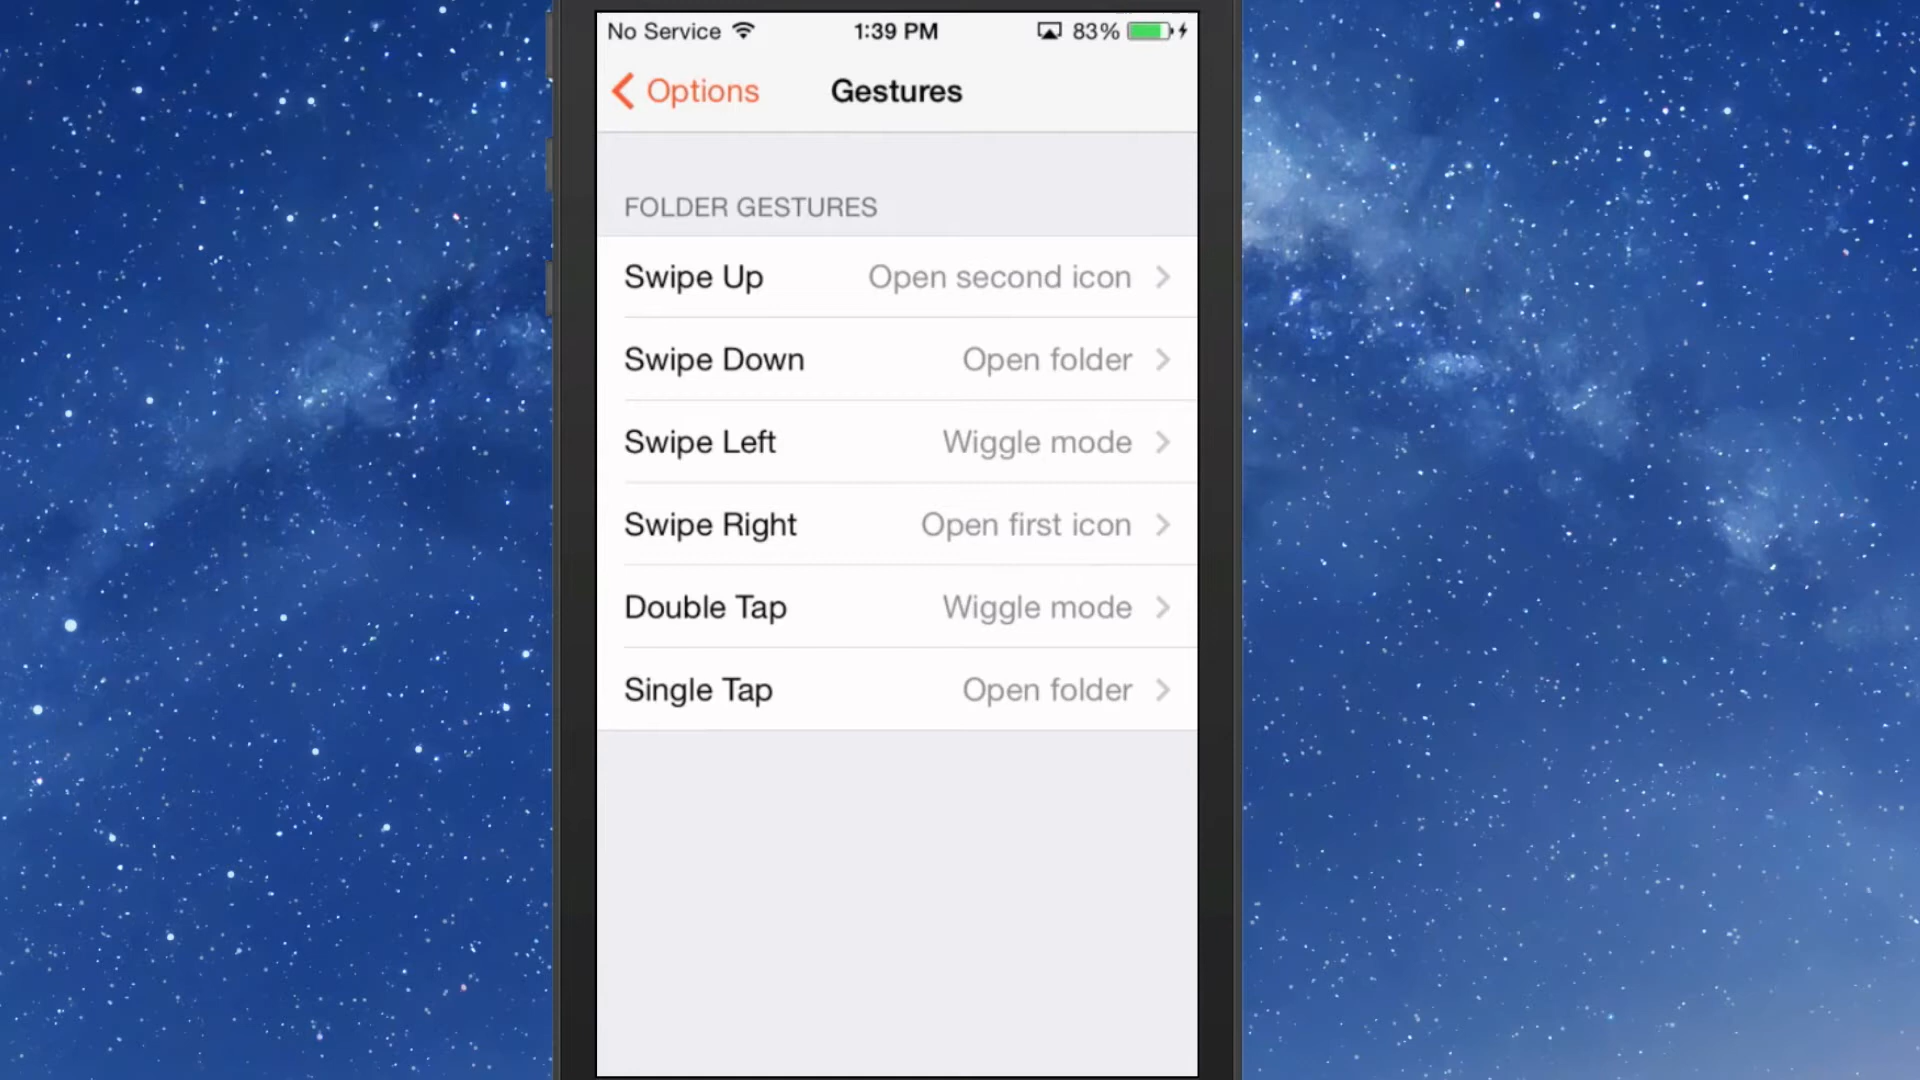 No Service 1:39 PM 83%
Options Gestures
FOLDER GESTURES
Swipe Up Open second icon
Swipe Down Open folder
Swipe Left Wiggle mode
Swipe Right Open first icon
Double Tap Wiggle mode
Single Tap Open folder